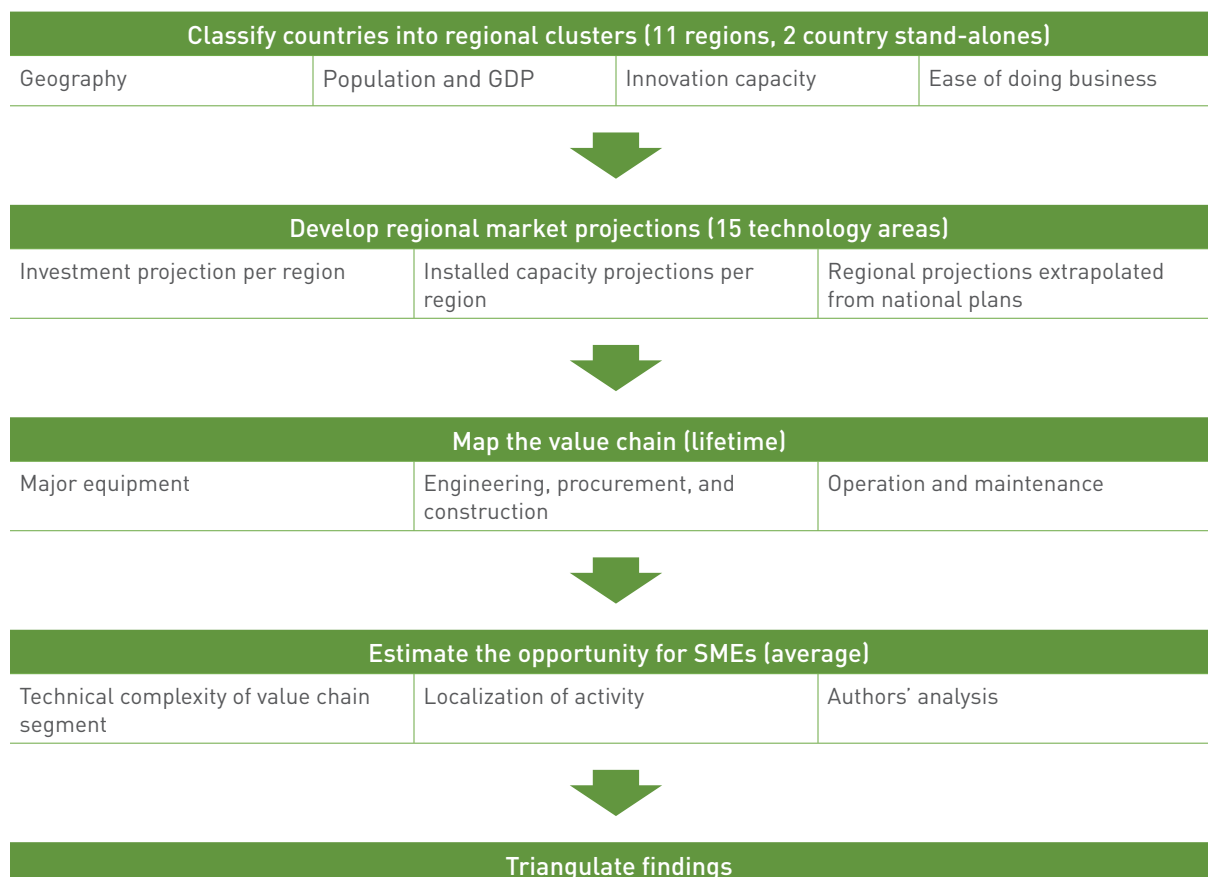 Classify countries into regional clusters (11 regions, 2 country stand-alones)
Geography
Population and GDP
Innovation capacity
Ease of doing business
Develop regional market projections (15 technology areas)
Investment projection per region
Installed capacity projections per
region
Regional projections extrapolated
from national plans
Map the value chain (lifetime)
Major equipment
Engineering, procurement, and
construction
Operation and maintenance
Estimate the opportunity for SMEs (average)
Technical complexity of value chain
segment
Localization of activity
Authors’ analysis
Triangulate findings